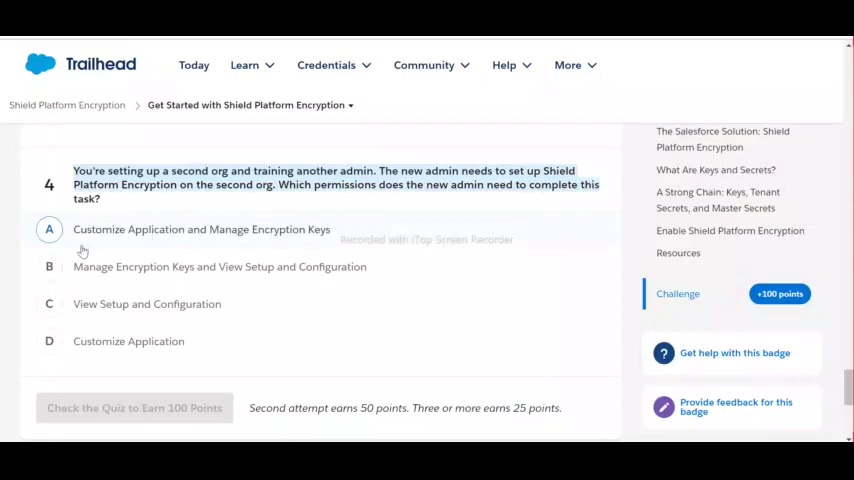 Trailhead
Today Learn Credentials Community Help More
Shield Platform Encryption > Get Started with Shield Platform Encryption
The Salesforce Solution: Shield
Platform Encryption
What Are Keys and Secrets?
A Strong Chain: Keys, Tenant
Secrets, and Master Secrets
Enable Shield Platform Encryption
Resources
Challenge +100 points
Get help with this badge
Provide feedback for this
badge
4
You're setting up a second org and training another admin. The new admin needs to set up Shield
Platform Encryption on the second org. Which permissions does the new admin need to complete this
task?
A Customize Application and Manage Encryption Keys
Recorded with iTop Screen Recorder
B Manage Encryption Keys and View Setup and Configuration
C View Setup and Configuration
D Customize Application
Check the Quiz to Earn 100 Points Second attempt earns 50 points. Three or more earns 25 points.